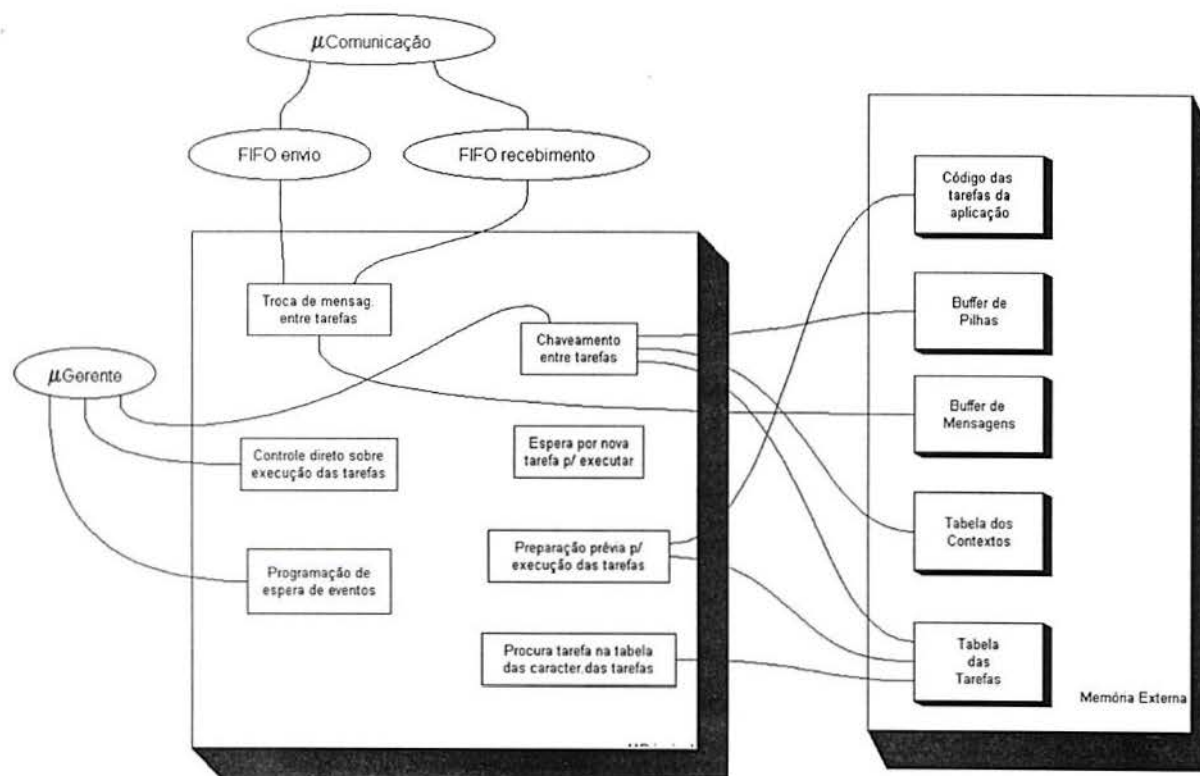 µComunicação
FIFO envio
FIFO recebimento
Troca de mensag.
entre tarefas
Chaveamento
entre tarefas
µGerente
Controle direto sobre
execução das tarefas
Espera por nova
tarefa p/ executar
Programação de
espera de eventos
Preparação prévia p/
execução das tarefas
Procura tarefa na tabela
das caracter.das tarefas
Código das
tarefas da
aplicação
Buffer de
Pilhas
Buffer de
Mensagens
Tabela dos
Contextos
Tabela
das
Tarefas
Memória Externa